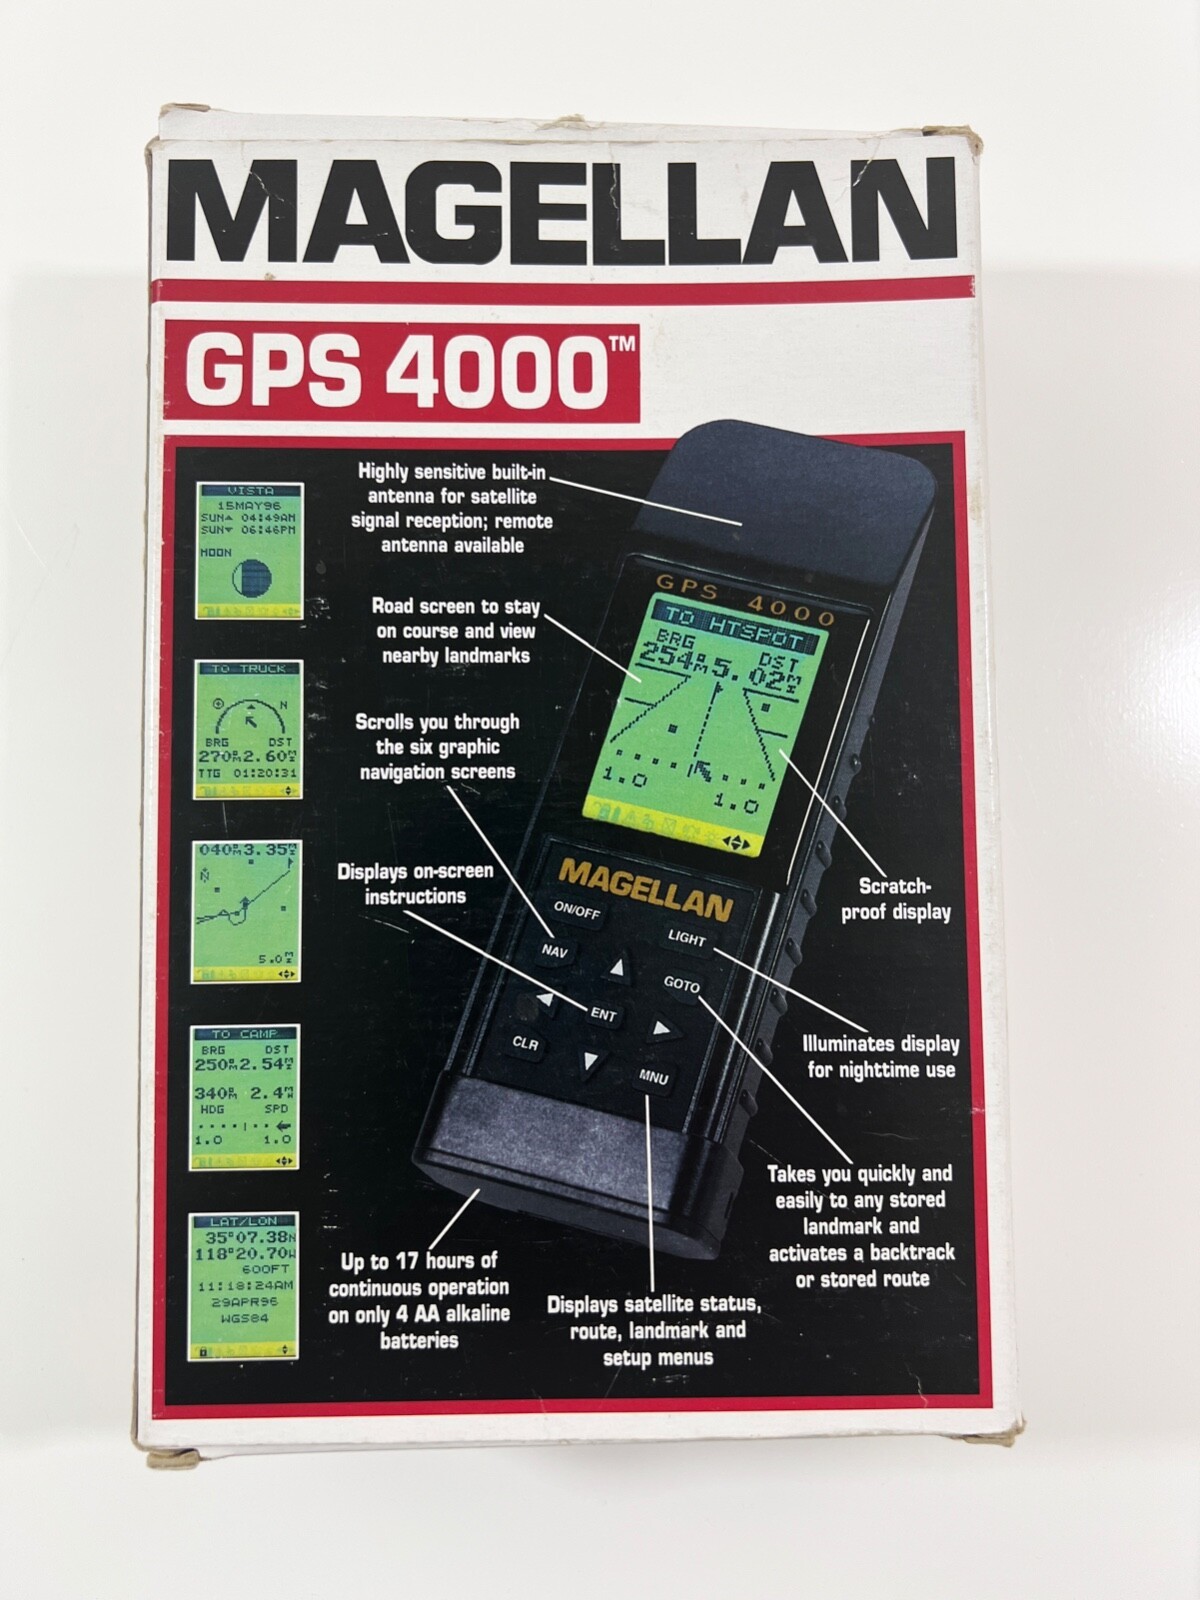 MAGELLAN
GPS 4000™
VISTA
15MAY96
SUN▲ 04:49AM
SUN▼ 06:46PM
MOON
TO TRUCK
N
BRG DST
270°M 2.60MI
TTG 01:20:31
040°M 3.35MI
N
5.0MI
TO CAMP
BRG DST
250°M 2.54MI
340°M 2.4
HDG SPD
1.0 1.0
LAT/LON
35°07.38N
118°20.70W
600FT
11:18:24AM
29APR96
WGS84
Highly sensitive built-in
antenna for satellite
signal reception; remote
antenna available
Road screen to stay
on course and view
nearby landmarks
Scrolls you through
the six graphic
navigation screens
Displays on-screen
instructions
Up to 17 hours of
continuous operation
on only 4 AA alkaline
batteries
GPS 4000
TO HTSPOT
BRG DST
254°M 5.02MI
1.0 1.0
MAGELLAN
ON/OFF
LIGHT
NAV
GOTO
ENT
CLR
MNU
Scratch-
proof display
Illuminates display
for nighttime use
Takes you quickly and
easily to any stored
landmark and
activates a backtrack
or stored route
Displays satellite status,
route, landmark and
setup menus